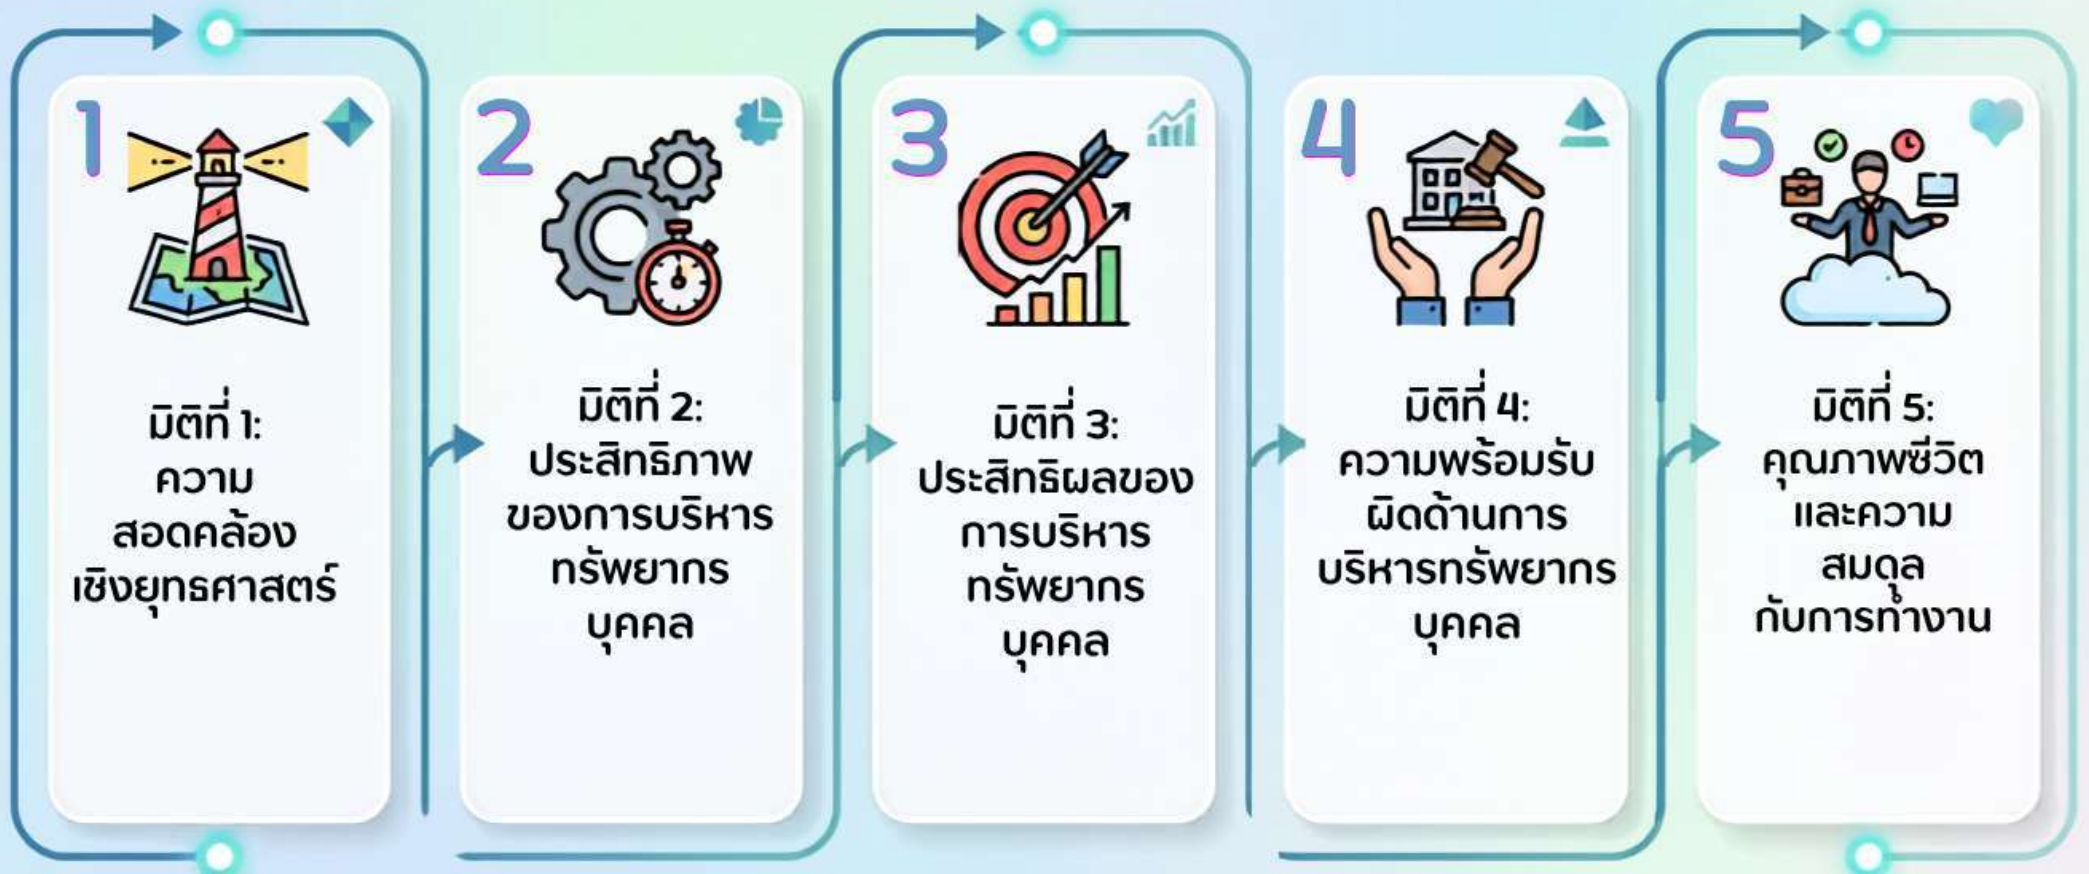 1
มิติที่ 1:
ความ
สอดคล้อง
เชิงยุทธศาสตร์
2
มิติที่ 2:
ประสิทธิภาพ
ของการบริหาร
ทรัพยากร
บุคคล
3
มิติที่ 3:
ประสิทธิผลของ
การบริหาร
ทรัพยากร
บุคคล
4
มิติที่ 4:
ความพร้อมรับ
ผิดด้านการ
บริหารทรัพยากร
บุคคล
5
มิติที่ 5:
คุณภาพชีวิต
และความ
สมดุล
กับการทำงาน